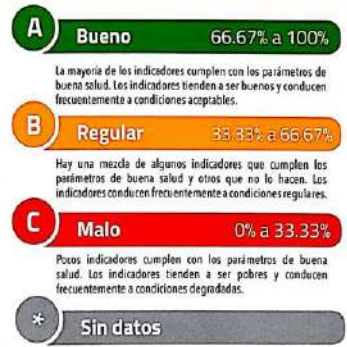 A Bueno 66.67% a 100%
La mayoría de los indicadores cumplen con los parámetros de
buena salud. Los indicadores tienden a ser buenos y conducen
frecuentemente a condiciones aceptables.
B Regular 33.33% a 66.67%
Hay una mezcla de algunos indicadores que cumplen los
parámetros de buena salud y otros que no lo hacen. Los
indicadores conducen frecuentemente a condiciones regulares.
C Malo 0% a 33.33%
Pocos indicadores cumplen con los parámetros de buena
salud. Los indicadores tienden a ser pobres y conducen
frecuentemente a condiciones degradadas.
* Sin datos